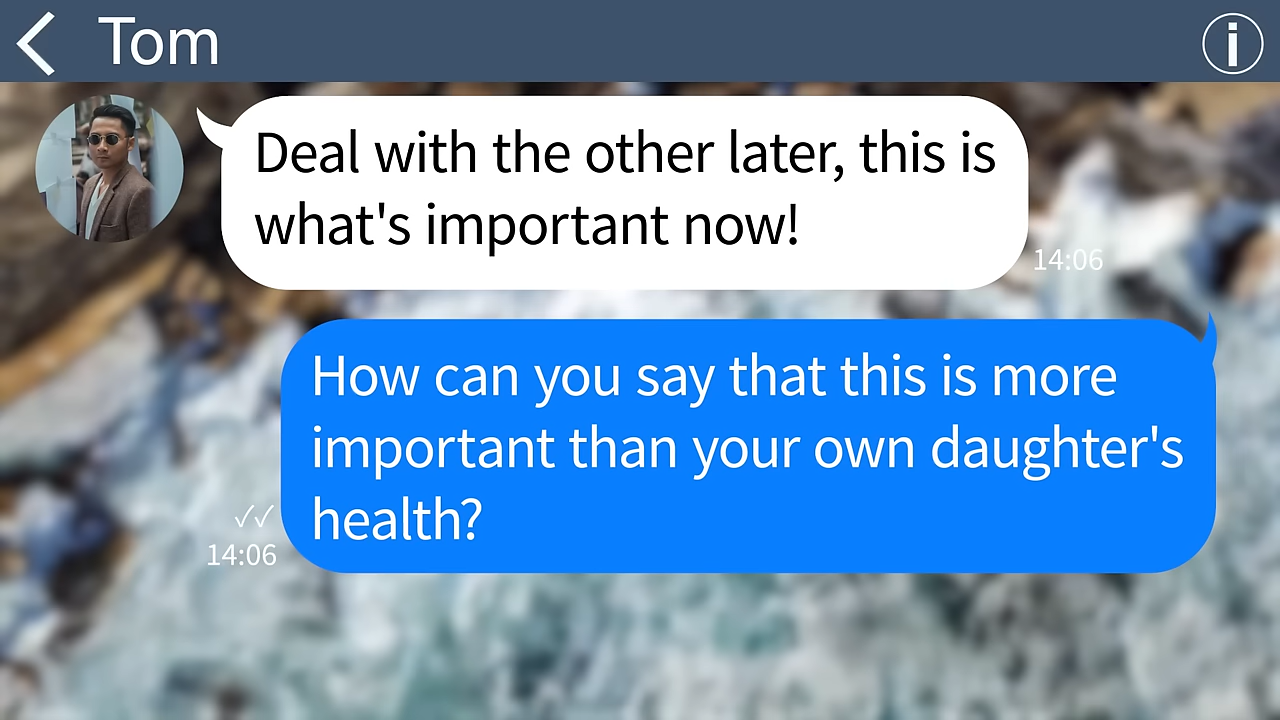 Tom
Deal with the other later, this is
what's important now!
14:06
How can you say that this is more
important than your own daughter's
health?
✓✓
14:06